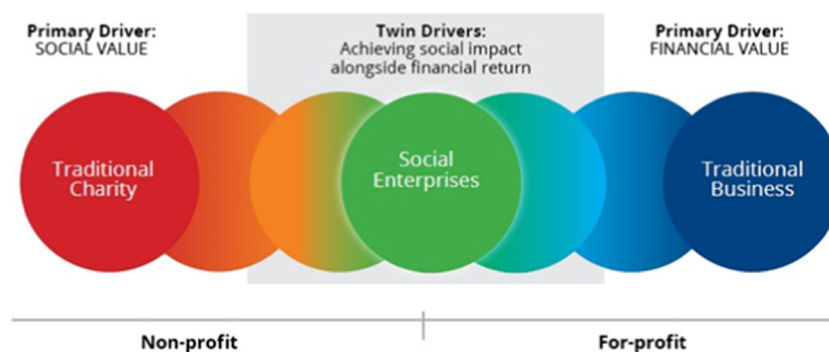 Primary Driver:
SOCIAL VALUE
Twin Drivers:
Achieving social impact
alongside financial return
Primary Driver:
FINANCIAL VALUE
Traditional
Charity
Social
Enterprises
Traditional
Business
Non-profit
For-profit